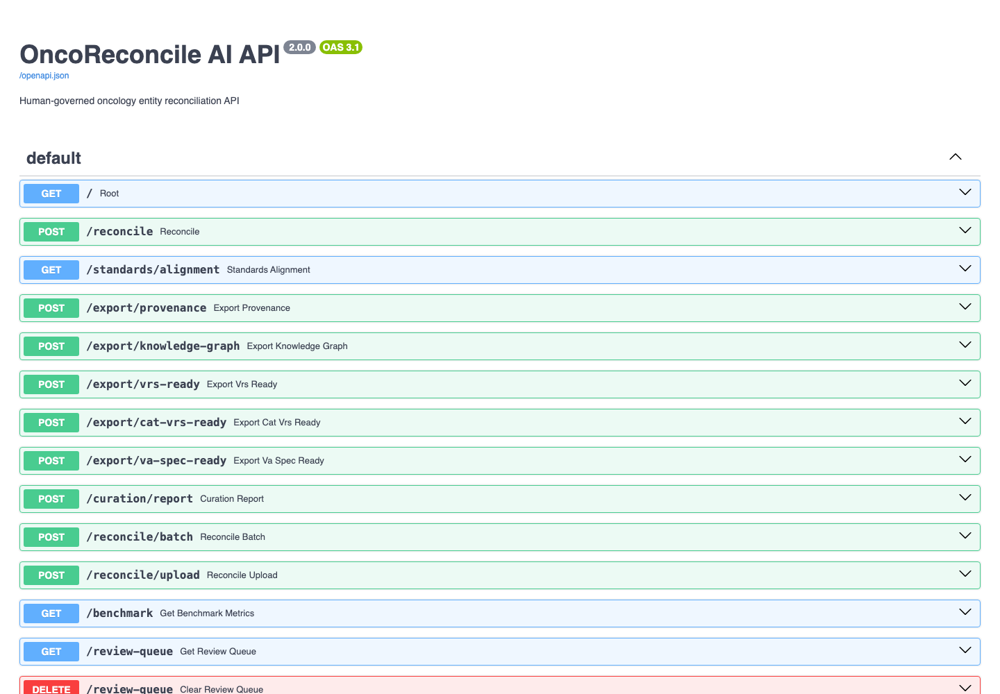 OncoReconcile AI API 2.0.0 OAS 3.1
/openapi.json
Human-governed oncology entity reconciliation API
default
GET / Root
POST /reconcile Reconcile
GET /standards/alignment Standards Alignment
POST /export/provenance Export Provenance
POST /export/knowledge-graph Export Knowledge Graph
POST /export/vrs-ready Export Vrs Ready
POST /export/cat-vrs-ready Export Cat Vrs Ready
POST /export/va-spec-ready Export Va Spec Ready
POST /curation/report Curation Report
POST /reconcile/batch Reconcile Batch
POST /reconcile/upload Reconcile Upload
GET /benchmark Get Benchmark Metrics
GET /review-queue Get Review Queue
DELETE /review-queue Clear Review Queue